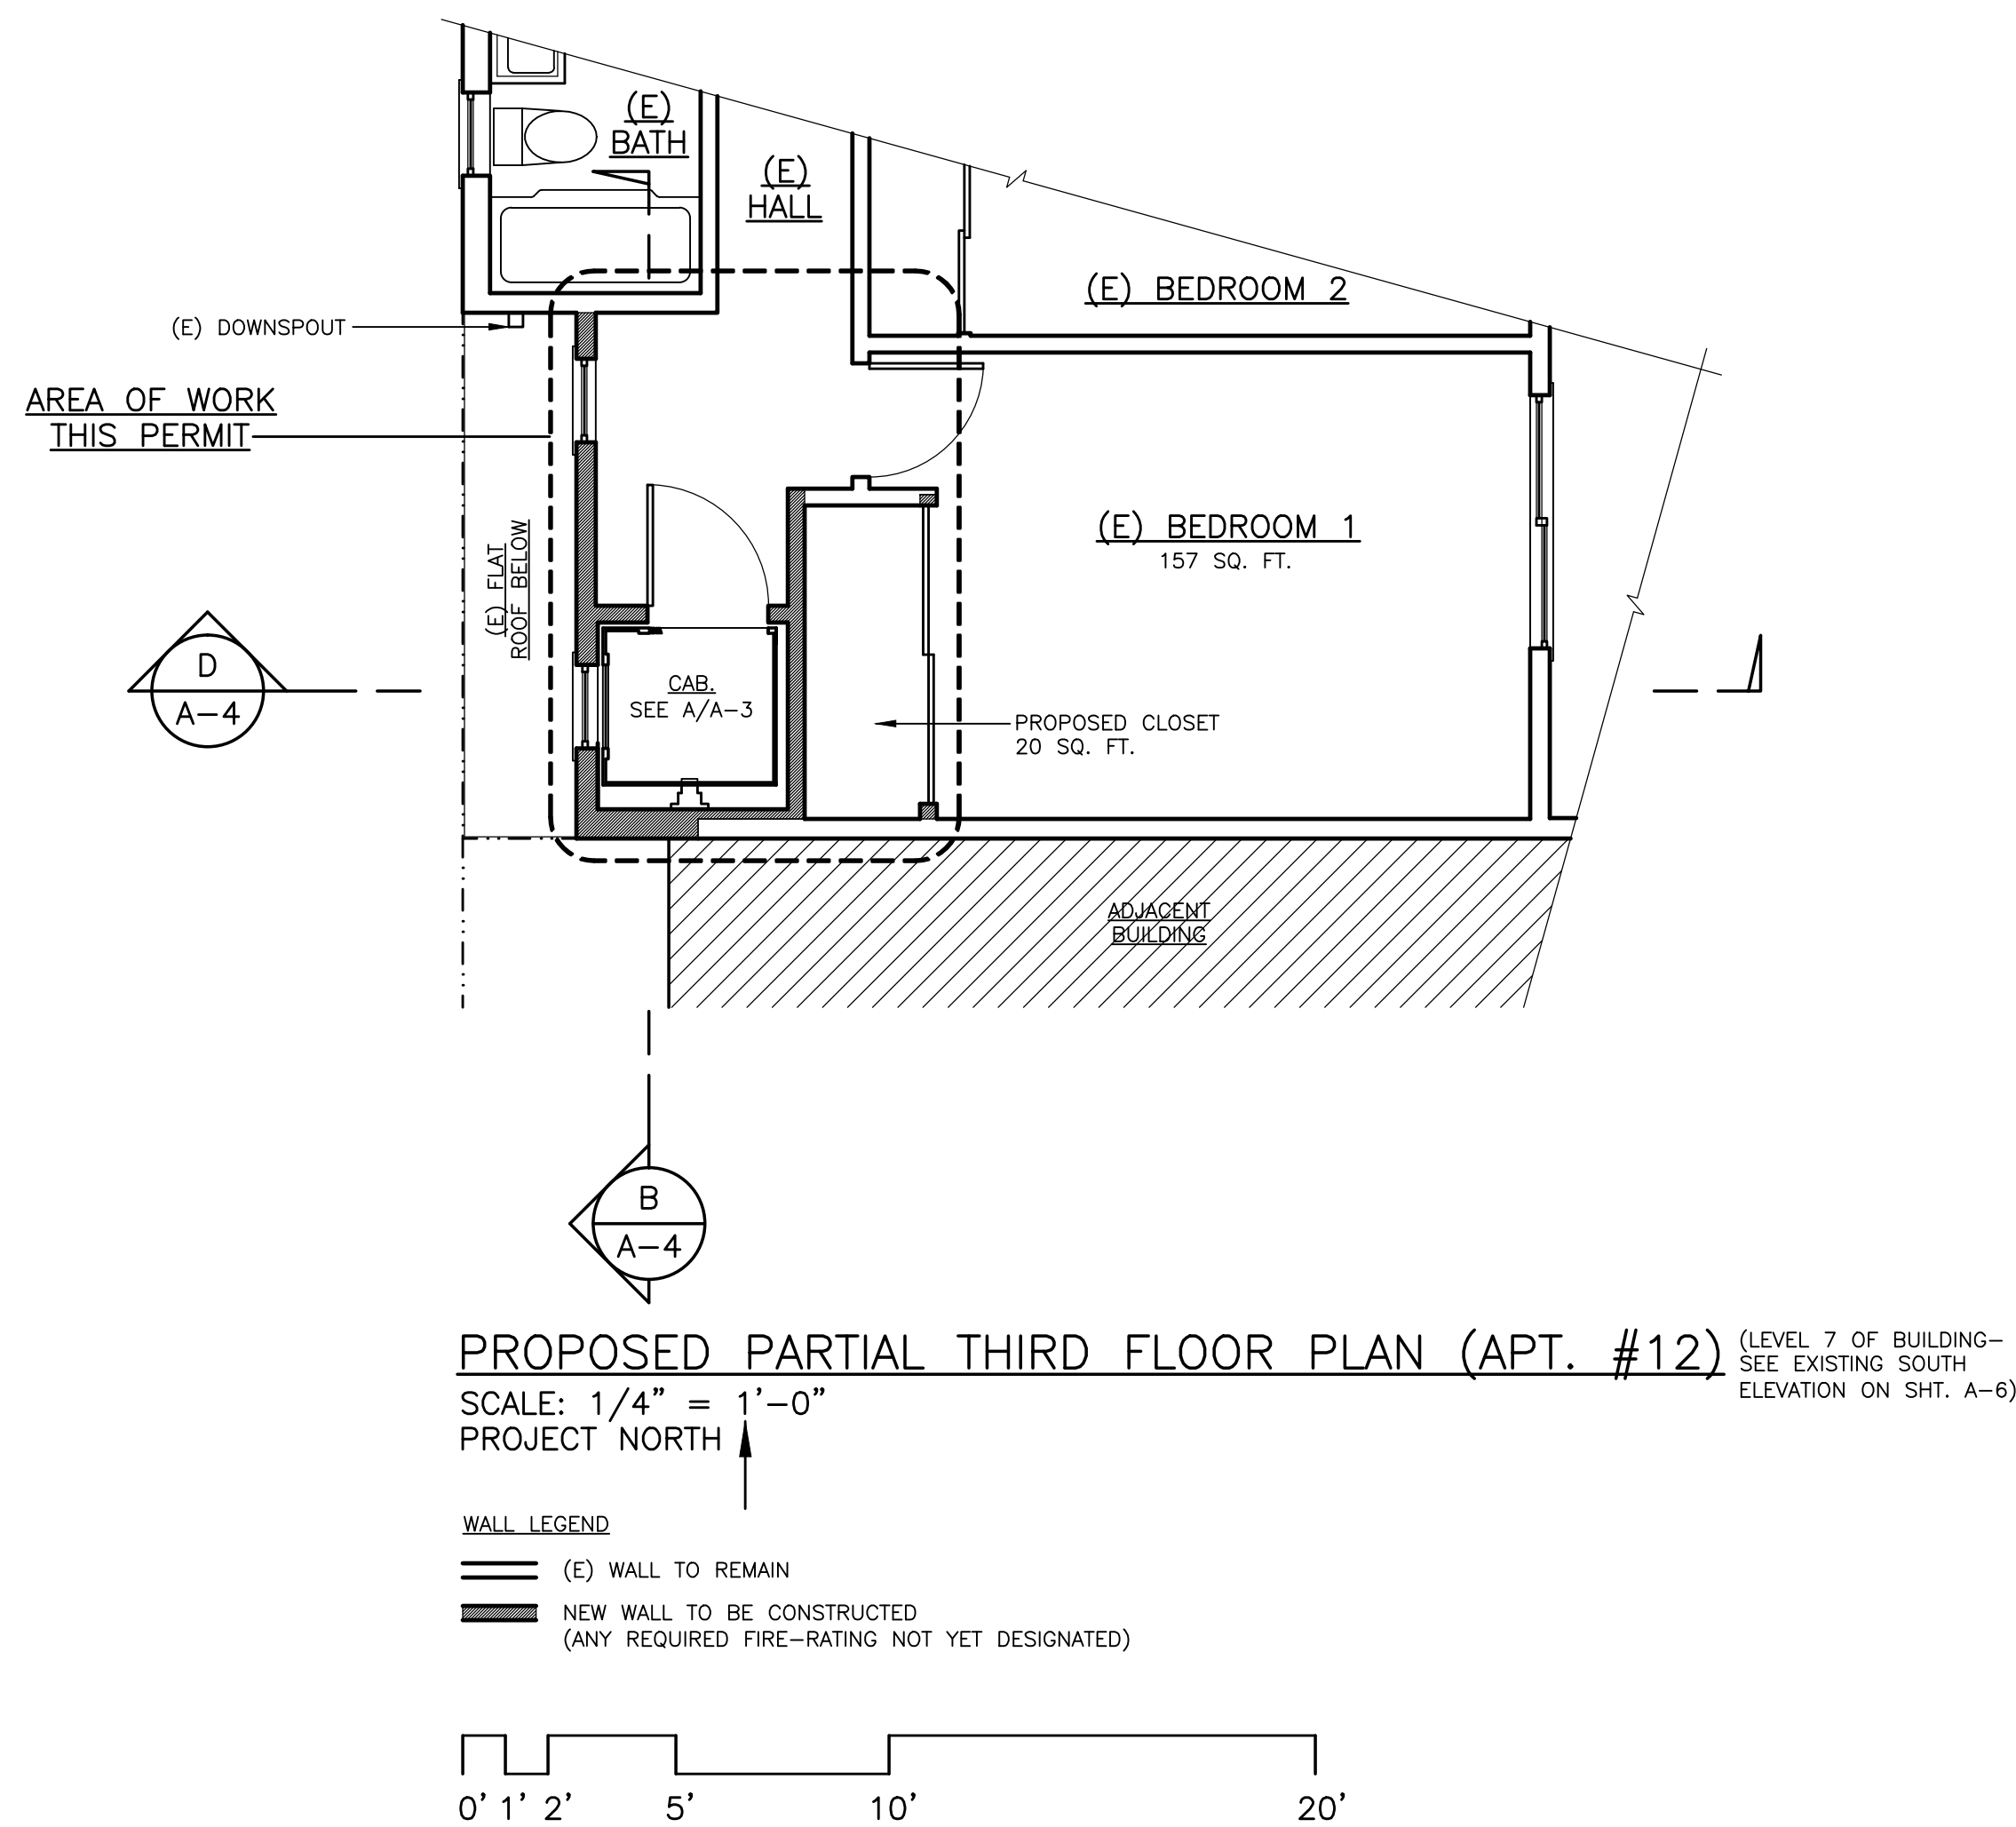 (E)
BATH
(E)
HALL
(E) BEDROOM 2
(E) DOWNSPOUT
AREA OF WORK
THIS PERMIT
(E) FLAT
ROOF BELOW
(E) BEDROOM 1
157 SQ. FT.
D
A-4
CAB.
SEE A/A-3
PROPOSED CLOSET
20 SQ. FT.
ADJACENT
BUILDING
B
A-4
PROPOSED PARTIAL THIRD FLOOR PLAN (APT. #12)
(LEVEL 7 OF BUILDING-
SEE EXISTING SOUTH
ELEVATION ON SHT. A-6)
SCALE: 1/4" = 1'-0"
PROJECT NORTH
WALL LEGEND
(E) WALL TO REMAIN
NEW WALL TO BE CONSTRUCTED
(ANY REQUIRED FIRE-RATING NOT YET DESIGNATED)
0' 1' 2' 5' 10' 20'